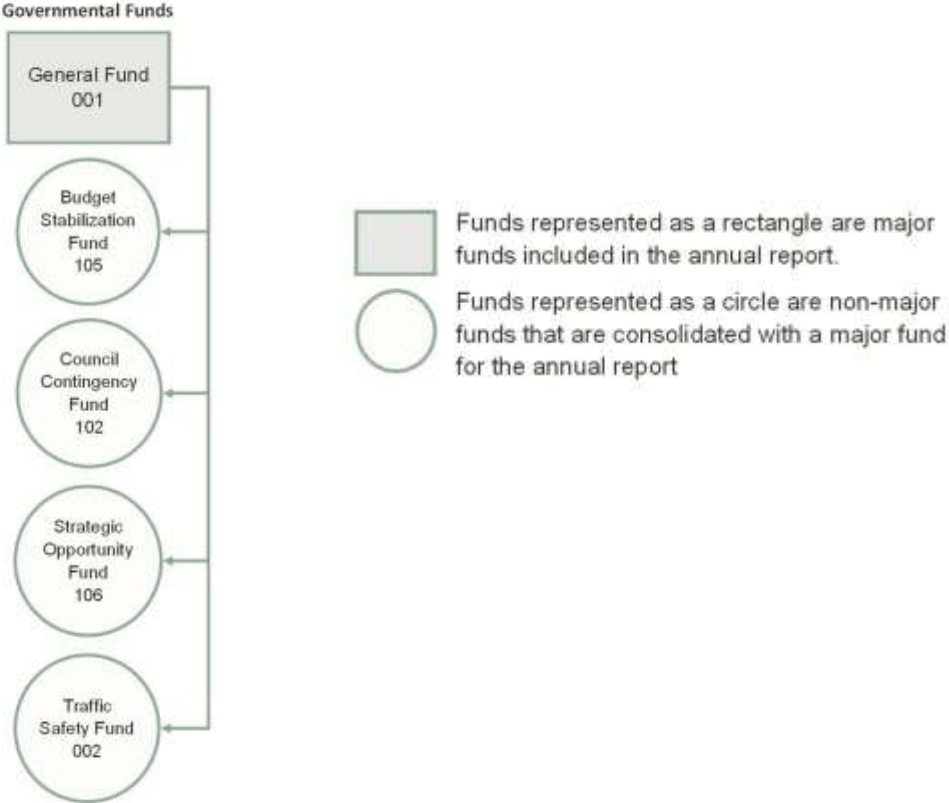 Governmental Funds
General Fund
001
Budget
Stabilization
Fund
105
Council
Contingency
Fund
102
Strategic
Opportunity
Fund
106
Traffic
Safety Fund
002
Funds represented as a rectangle are major
funds included in the annual report.
Funds represented as a circle are non-major
funds that are consolidated with a major fund
for the annual report